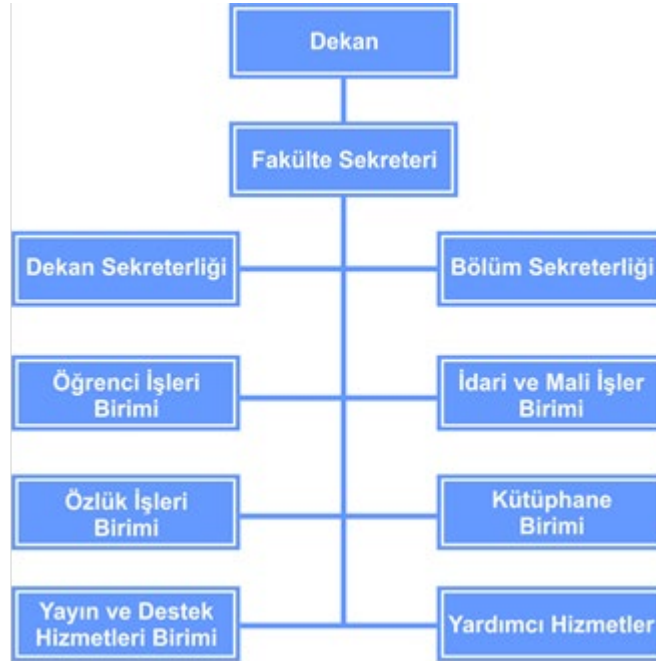 Dekan
Fakülte Sekreteri
Dekan Sekreterliği
Bölüm Sekreterliği
Öğrenci İşleri
Birimi
İdari ve Mali İşler
Birimi
Özlük İşleri
Birimi
Kütüphane
Birimi
Yayın ve Destek
Hizmetleri Birimi
Yardımcı Hizmetler